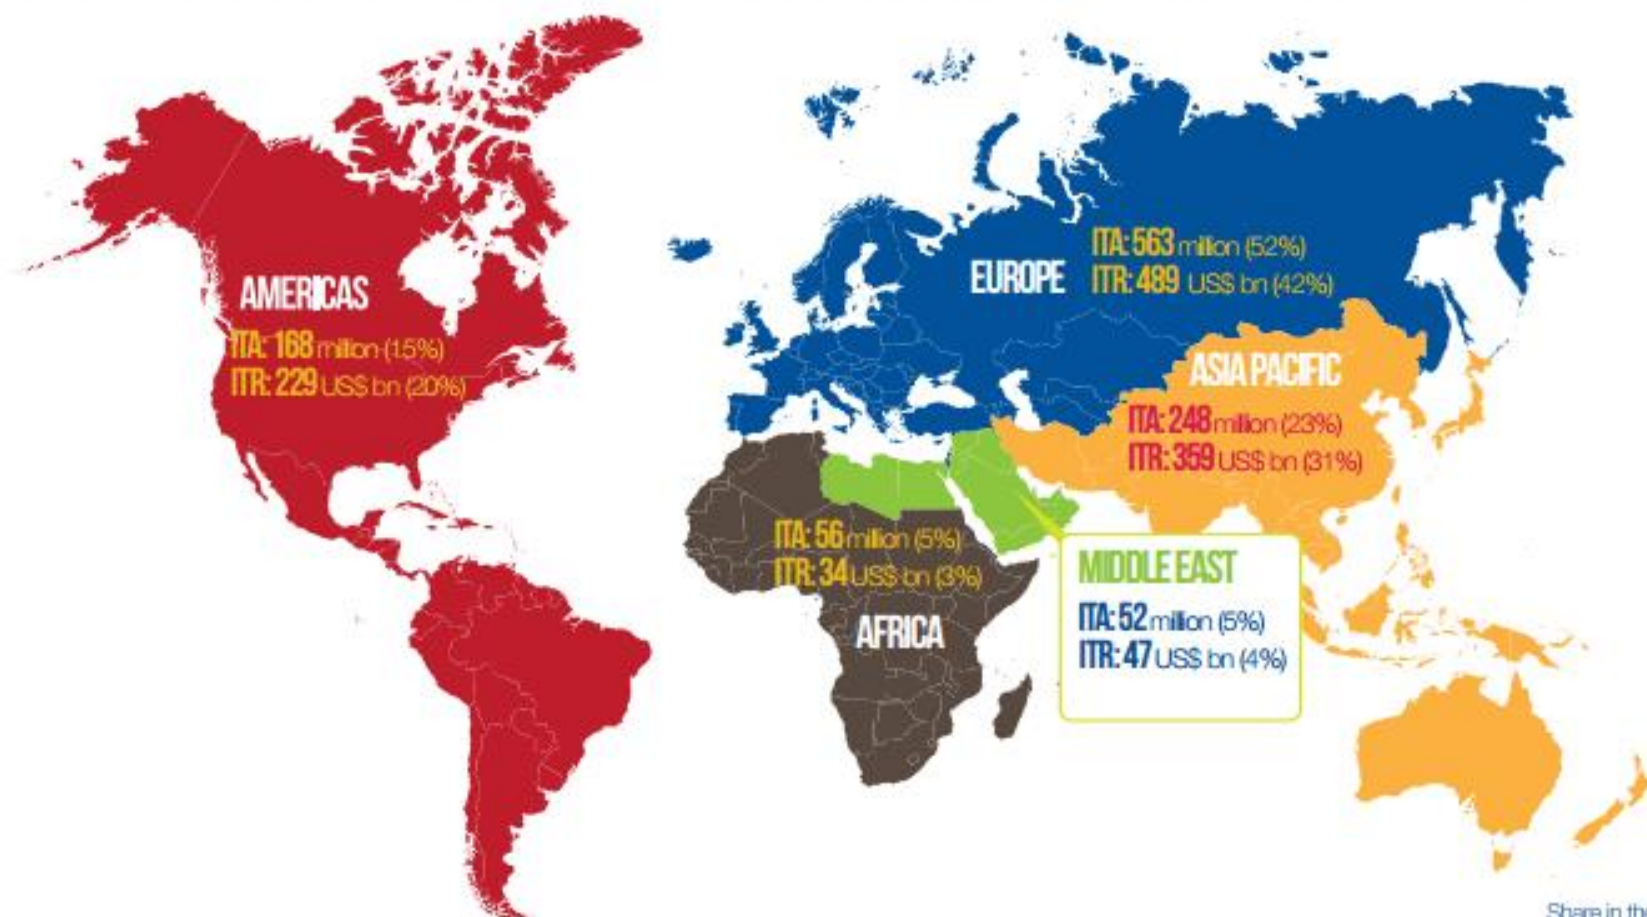 AMERICAS
ITA: 168 million (15%)
ITR: 229 US$ bn (20%)
EUROPE
ITA: 563 million (52%)
ITR: 489 US$ bn (42%)
ASIA PACIFIC
ITA: 248 million (23%)
ITR: 359 US$ bn (31%)
ITA: 56 million (5%)
ITR: 34 US$ bn (3%)
AFRICA
MIDDLE EAST
ITA: 52 million (5%)
ITR: 47 US$ bn (4%)
Share in the